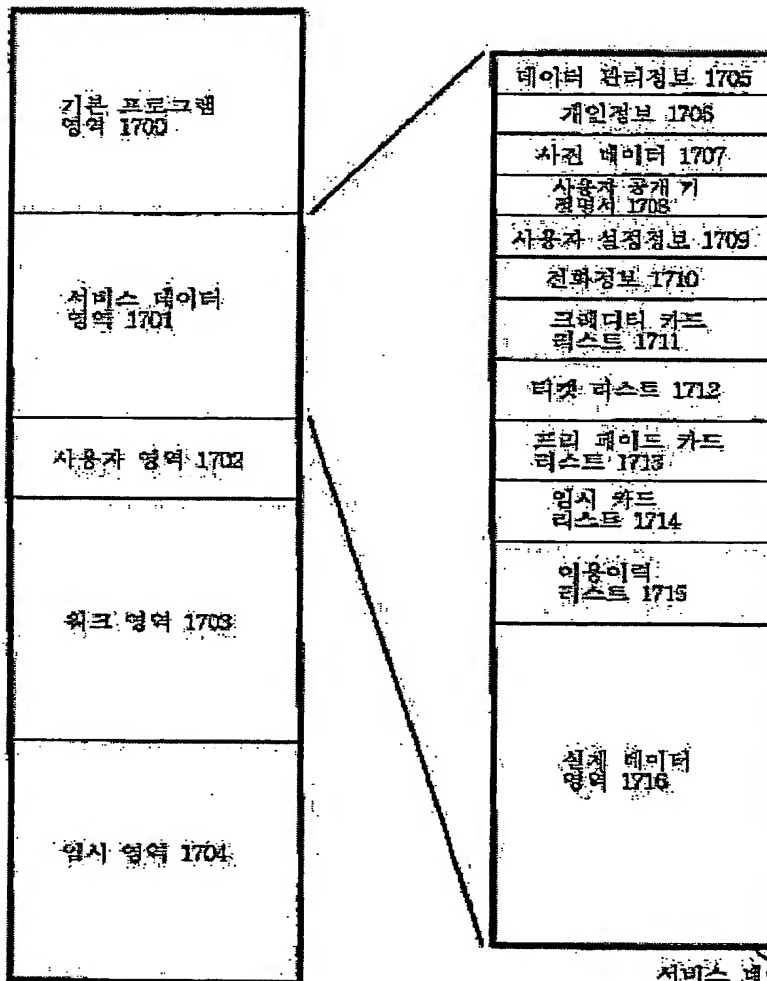 기본 프로그램
영역 1700
서비스 데이터
영역 1701
사용자 영역 1702
워크 영역 1703
임시 영역 1704
데이터 관리정보 1705
개인정보 1706
사진 데이터 1707
사용자 공개 키
증명서 1708
사용자 설정정보 1709
전화정보 1710
크레디티 카드
리스트 1711
티켓 리스트 1712
프리 페이드 카드
리스트 1713
임시 카드
리스트 1714
이용이력
리스트 1715
실제 데이터
영역 1716
서비스